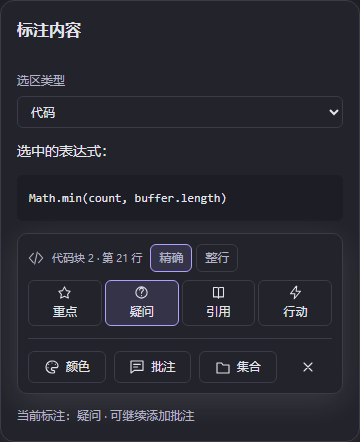 标注内容
选区类型
代码
选中的表达式：
Math.min(count, buffer.length)
代码块 2 · 第 21 行 精确 整行
重点 疑问 引用 行动
颜色 批注 集合
当前标注：疑问 · 可继续添加批注